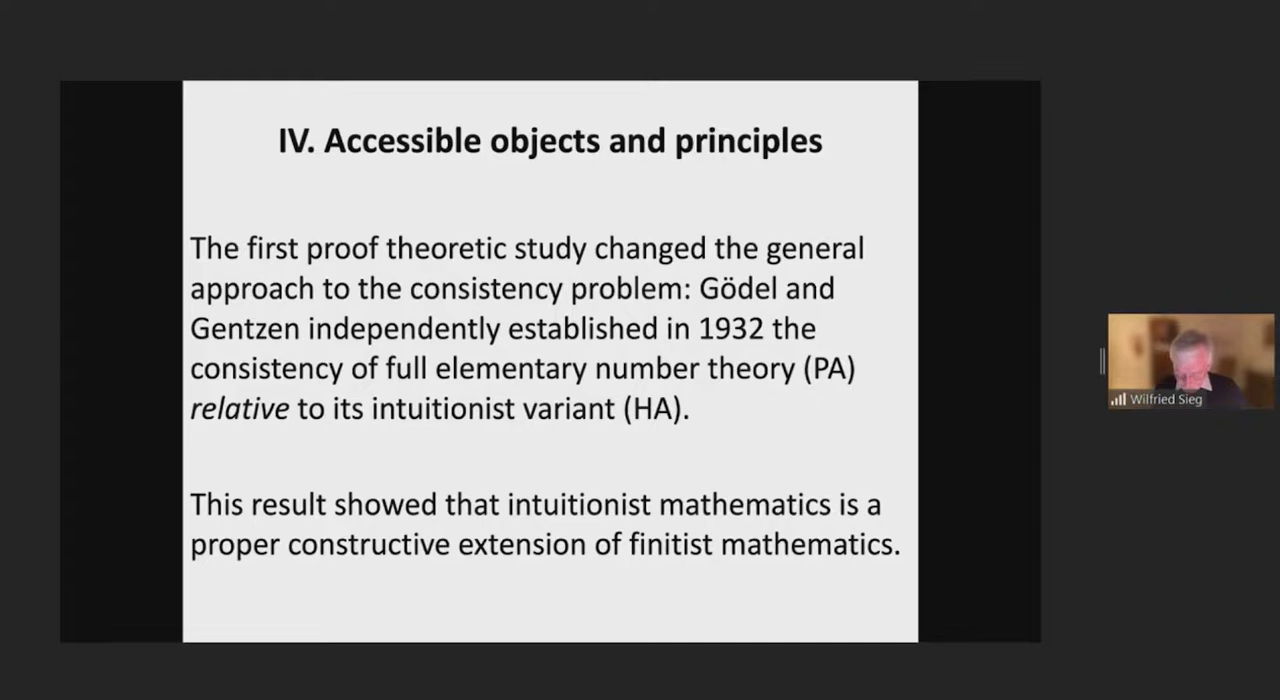 IV. Accessible objects and principles
The first proof theoretic study changed the general
approach to the consistency problem: Gödel and
Gentzen independently established in 1932 the
consistency of full elementary number theory (PA)
relative to its intuitionist variant (HA).
This result showed that intuitionist mathematics is a
proper constructive extension of finitist mathematics.
Wilfried Sieg